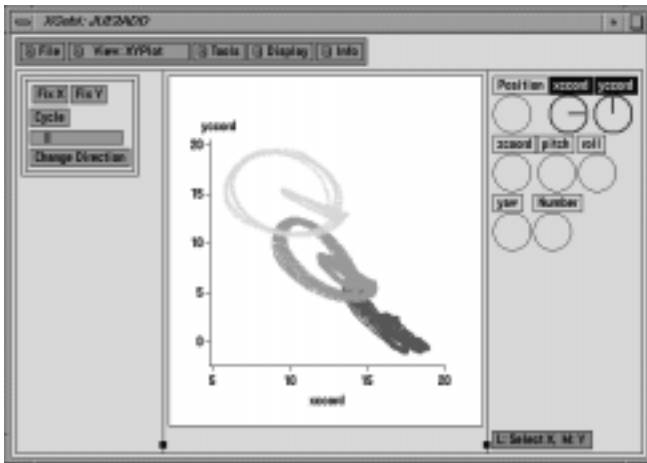 XGobi: JUE2ADO
File View: XYPlot Tools Display Info
Fix X Fix Y
Cycle
Change Direction
Position xcoord ycoord
zcoord pitch roll
yaw Number
ycoord
20
15
10
5
0
5 10 15 20
xcoord
L: Select X, M: Y